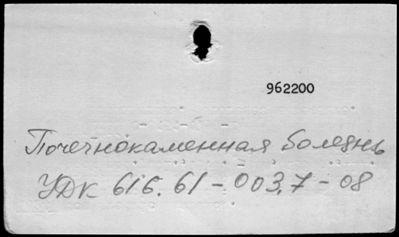 962200
Почечнокаменная болезнь
УДК 616.61-003.7-08